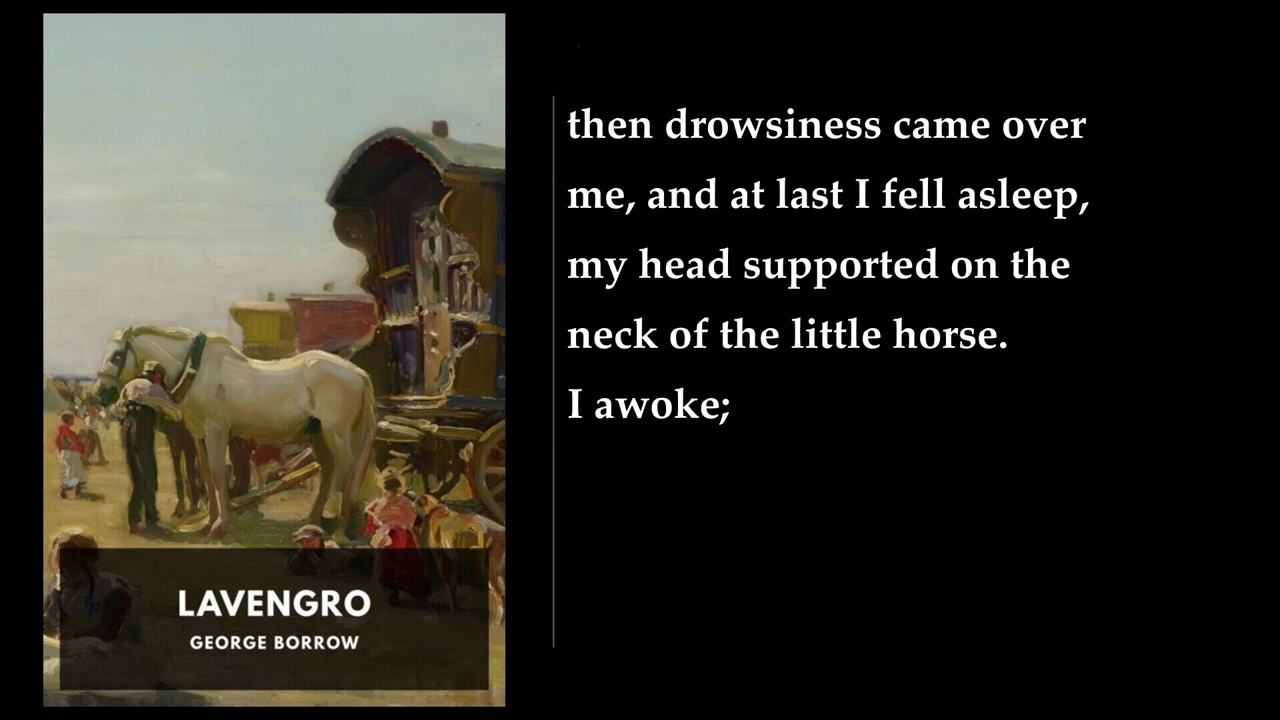 then drowsiness came over
me, and at last I fell asleep,
my head supported on the
neck of the little horse.
I awoke;
LAVENGRO
GEORGE BORROW